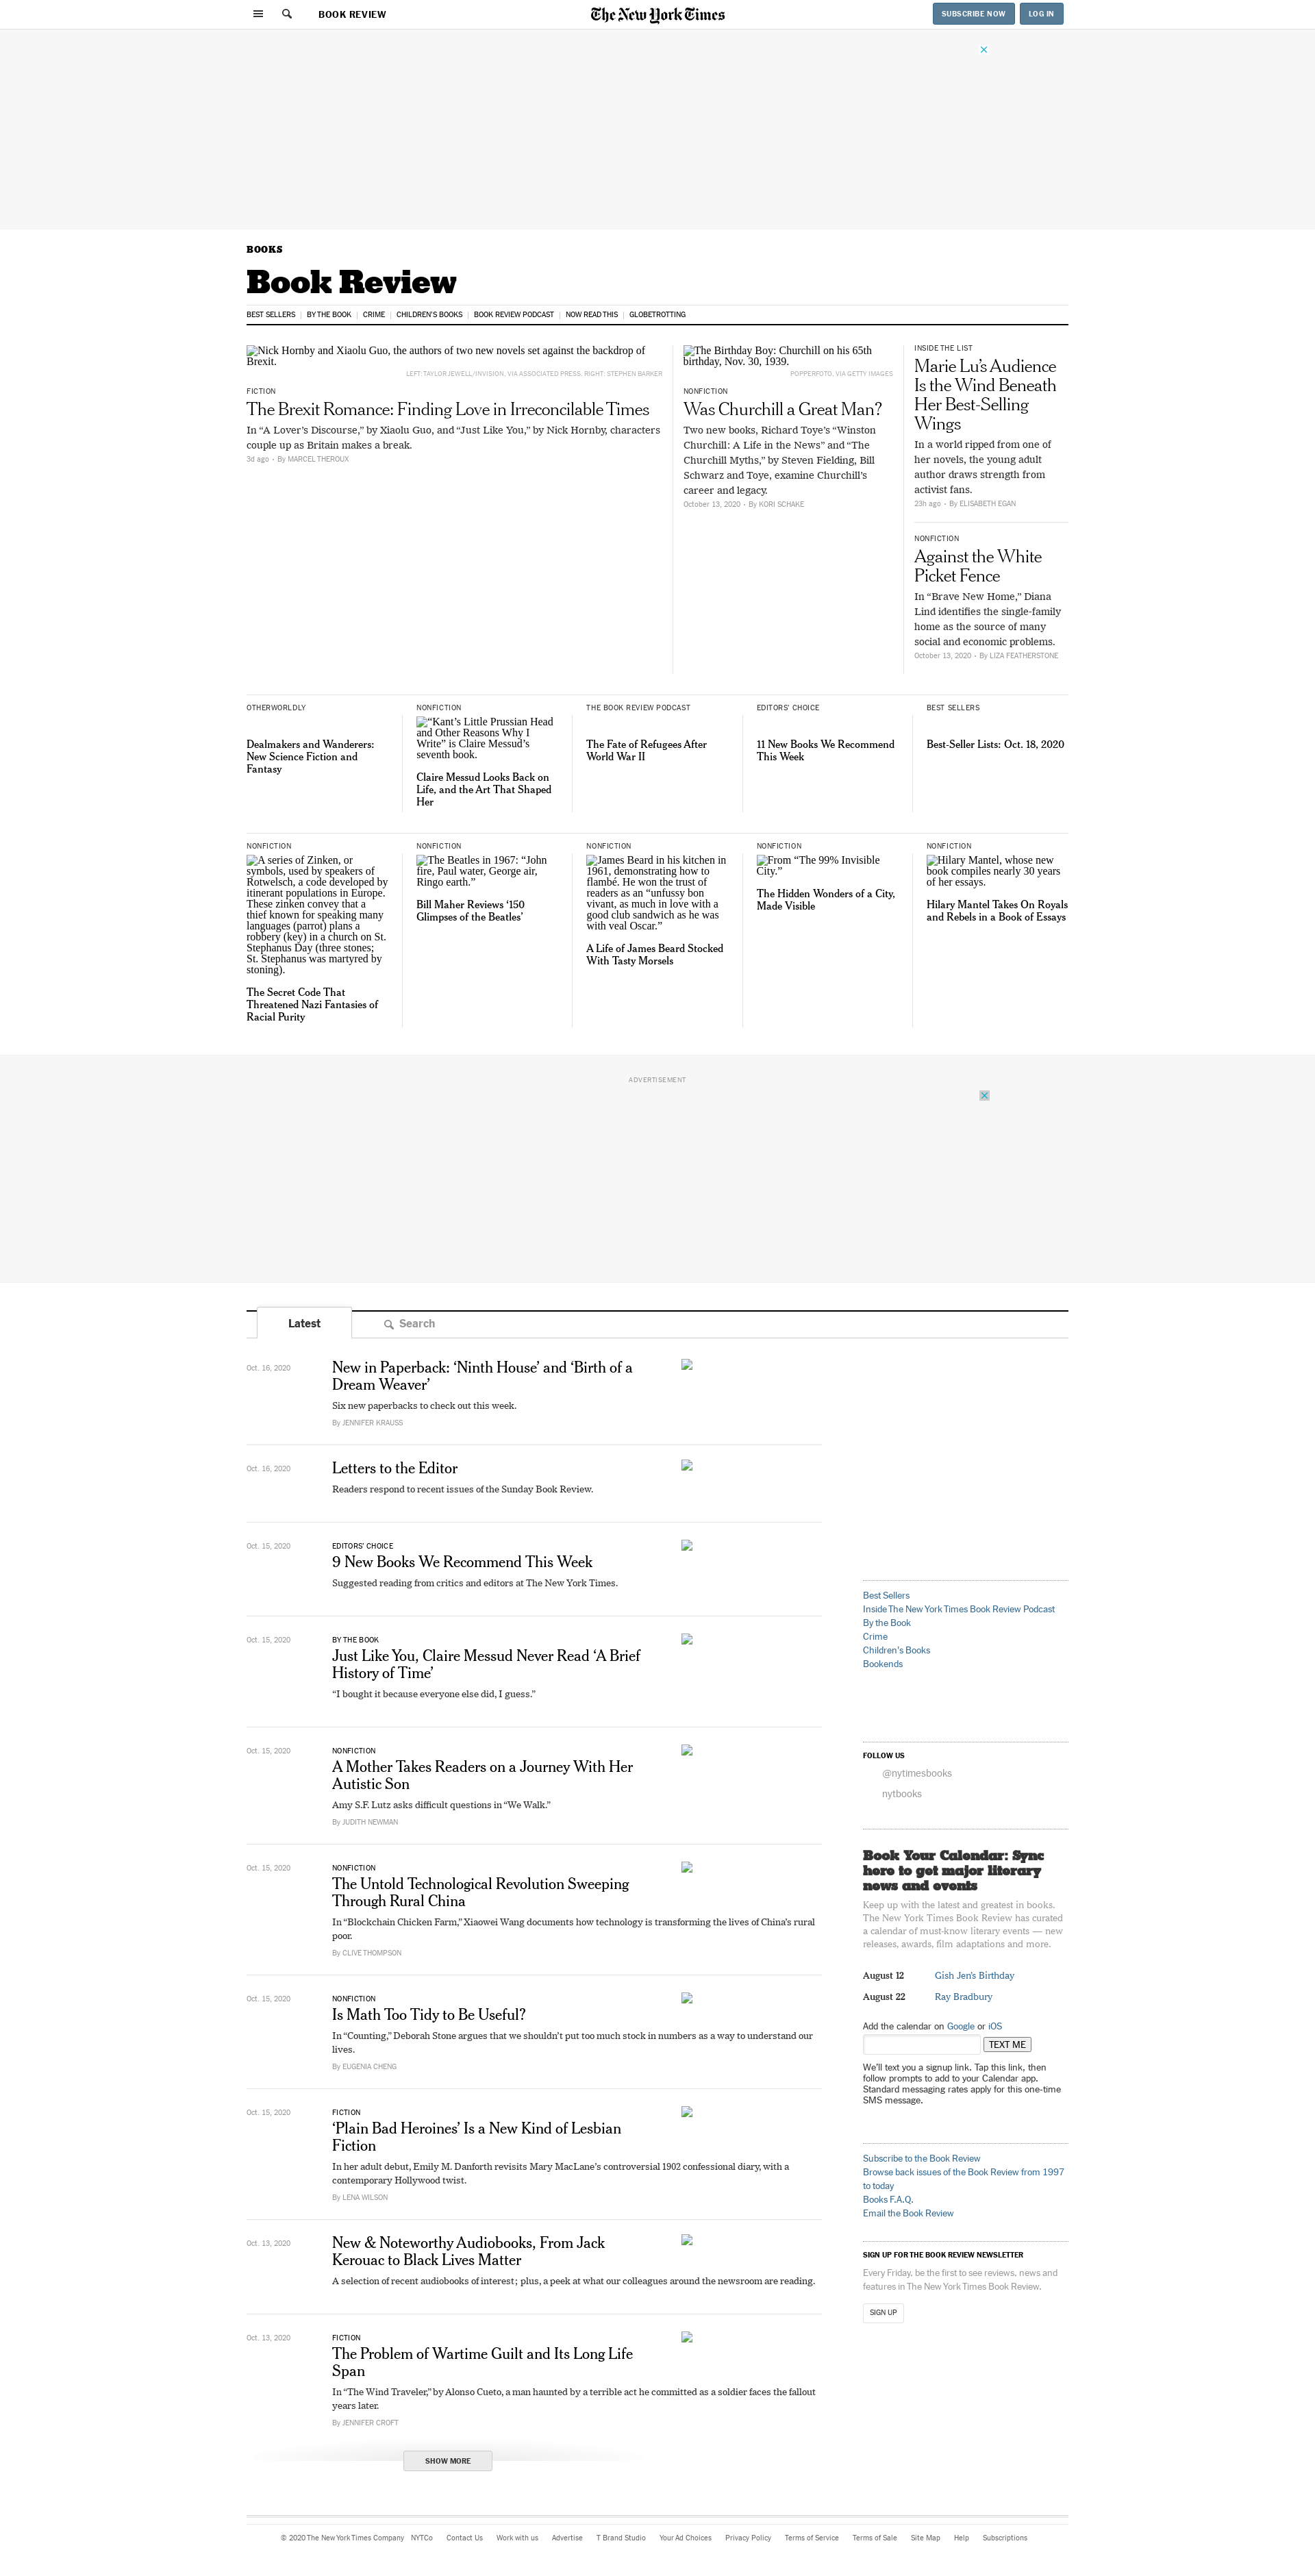 BOOK REVIEW
The New York Times
SUBSCRIBE NOW
LOG IN
BOOKS
Book Review
BEST SELLERS
BY THE BOOK
CRIME
CHILDREN'S BOOKS
BOOK REVIEW PODCAST
NOW READ THIS
GLOBETROTTING
Nick Hornby and Xiaolu Guo, the authors of two new novels set against the backdrop of
Brexit.
LEFT: TAYLOR JEWELL/INVISION, VIA ASSOCIATED PRESS. RIGHT: STEPHEN BARKER
FICTION
The Brexit Romance: Finding Love in Irreconcilable Times
In “A Lover’s Discourse,” by Xiaolu Guo, and “Just Like You,” by Nick Hornby, characters
couple up as Britain makes a break.
3d ago • By MARCEL THEROUX
The Birthday Boy: Churchill on his 65th
birthday, Nov. 30, 1939.
POPPERFOTO, VIA GETTY IMAGES
NONFICTION
Was Churchill a Great Man?
Two new books, Richard Toye’s “Winston
Churchill: A Life in the News” and “The
Churchill Myths,” by Steven Fielding, Bill
Schwarz and Toye, examine Churchill’s
career and legacy.
October 13, 2020 • By KORI SCHAKE
INSIDE THE LIST
Marie Lu’s Audience
Is the Wind Beneath
Her Best-Selling
Wings
In a world ripped from one of
her novels, the young adult
author draws strength from
activist fans.
23h ago • By ELISABETH EGAN
NONFICTION
Against the White
Picket Fence
In “Brave New Home,” Diana
Lind identifies the single-family
home as the source of many
social and economic problems.
October 13, 2020 • By LIZA FEATHERSTONE
OTHERWORLDLY
Dealmakers and Wanderers:
New Science Fiction and
Fantasy
NONFICTION
“Kant’s Little Prussian Head
and Other Reasons Why I
Write” is Claire Messud’s
seventh book.
Claire Messud Looks Back on
Life, and the Art That Shaped
Her
THE BOOK REVIEW PODCAST
The Fate of Refugees After
World War II
EDITORS’ CHOICE
11 New Books We Recommend
This Week
BEST SELLERS
Best-Seller Lists: Oct. 18, 2020
NONFICTION
A series of Zinken, or
symbols, used by speakers of
Rotwelsch, a code developed by
itinerant populations in Europe.
These zinken convey that a
thief known for speaking many
languages (parrot) plans a
robbery (key) in a church on St.
Stephanus Day (three stones;
St. Stephanus was martyred by
stoning).
The Secret Code That
Threatened Nazi Fantasies of
Racial Purity
NONFICTION
The Beatles in 1967: “John
fire, Paul water, George air,
Ringo earth.”
Bill Maher Reviews ‘150
Glimpses of the Beatles’
NONFICTION
James Beard in his kitchen in
1961, demonstrating how to
flambé. He won the trust of
readers as an “unfussy bon
vivant, as much in love with a
good club sandwich as he was
with veal Oscar.”
A Life of James Beard Stocked
With Tasty Morsels
NONFICTION
From “The 99% Invisible
City.”
The Hidden Wonders of a City,
Made Visible
NONFICTION
Hilary Mantel, whose new
book compiles nearly 30 years
of her essays.
Hilary Mantel Takes On Royals
and Rebels in a Book of Essays
ADVERTISEMENT
Latest
Search
Oct. 16, 2020
New in Paperback: ‘Ninth House’ and ‘Birth of a
Dream Weaver’
Six new paperbacks to check out this week.
By JENNIFER KRAUSS
Oct. 16, 2020
Letters to the Editor
Readers respond to recent issues of the Sunday Book Review.
Oct. 15, 2020
EDITORS’ CHOICE
9 New Books We Recommend This Week
Suggested reading from critics and editors at The New York Times.
Oct. 15, 2020
BY THE BOOK
Just Like You, Claire Messud Never Read ‘A Brief
History of Time’
“I bought it because everyone else did, I guess.”
Oct. 15, 2020
NONFICTION
A Mother Takes Readers on a Journey With Her
Autistic Son
Amy S.F. Lutz asks difficult questions in “We Walk.”
By JUDITH NEWMAN
Oct. 15, 2020
NONFICTION
The Untold Technological Revolution Sweeping
Through Rural China
In “Blockchain Chicken Farm,” Xiaowei Wang documents how technology is transforming the lives of China’s rural
poor.
By CLIVE THOMPSON
Oct. 15, 2020
NONFICTION
Is Math Too Tidy to Be Useful?
In “Counting,” Deborah Stone argues that we shouldn’t put too much stock in numbers as a way to understand our
lives.
By EUGENIA CHENG
Oct. 15, 2020
FICTION
‘Plain Bad Heroines’ Is a New Kind of Lesbian
Fiction
In her adult debut, Emily M. Danforth revisits Mary MacLane’s controversial 1902 confessional diary, with a
contemporary Hollywood twist.
By LENA WILSON
Oct. 13, 2020
New & Noteworthy Audiobooks, From Jack
Kerouac to Black Lives Matter
A selection of recent audiobooks of interest; plus, a peek at what our colleagues around the newsroom are reading.
Oct. 13, 2020
FICTION
The Problem of Wartime Guilt and Its Long Life
Span
In “The Wind Traveler,” by Alonso Cueto, a man haunted by a terrible act he committed as a soldier faces the fallout
years later.
By JENNIFER CROFT
SHOW MORE
Best Sellers
Inside The New York Times Book Review Podcast
By the Book
Crime
Children's Books
Bookends
FOLLOW US
@nytimesbooks
nytbooks
Book Your Calendar: Sync
here to get major literary
news and events
Keep up with the latest and greatest in books.
The New York Times Book Review has curated
a calendar of must-know literary events — new
releases, awards, film adaptations and more.
August 12 Gish Jen's Birthday
August 22 Ray Bradbury
Add the calendar on Google or iOS
TEXT ME
We’ll text you a signup link. Tap this link, then
follow prompts to add to your Calendar app.
Standard messaging rates apply for this one-time
SMS message.
Subscribe to the Book Review
Browse back issues of the Book Review from 1997
to today
Books F.A.Q.
Email the Book Review
SIGN UP FOR THE BOOK REVIEW NEWSLETTER
Every Friday, be the first to see reviews, news and
features in The New York Times Book Review.
SIGN UP
© 2020 The New York Times Company NYTCo Contact Us Work with us Advertise T Brand Studio Your Ad Choices Privacy Policy Terms of Service Terms of Sale Site Map Help Subscriptions